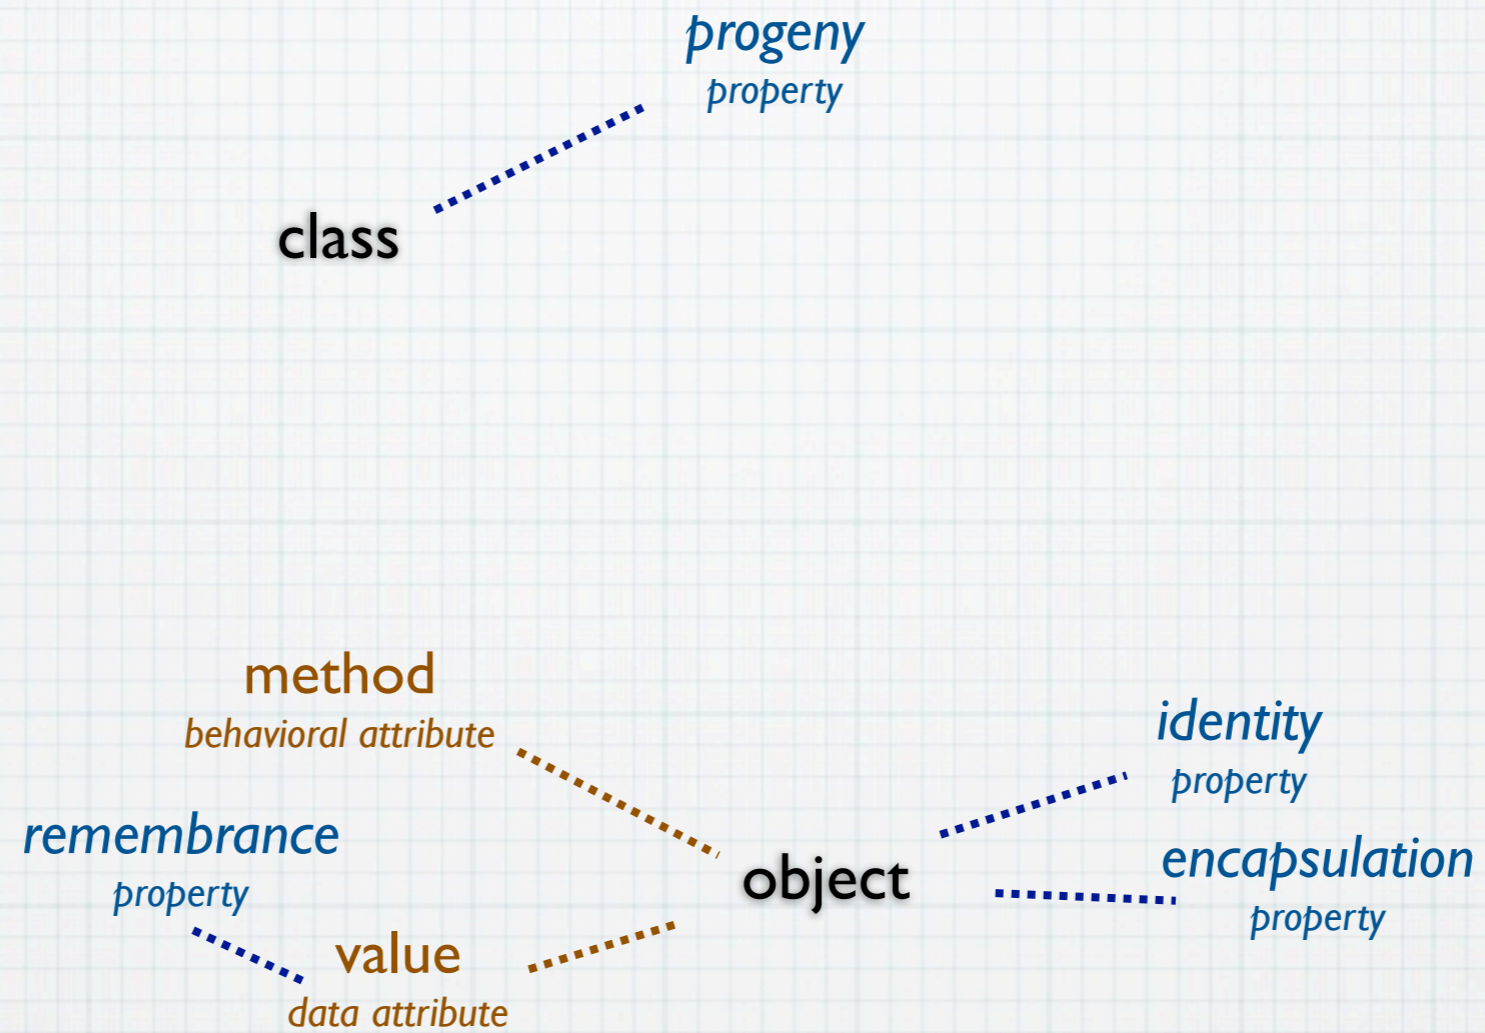 progeny
property
class
method
behavioral attribute
identity
property
remembrance
property
encapsulation
property
object
value
data attribute